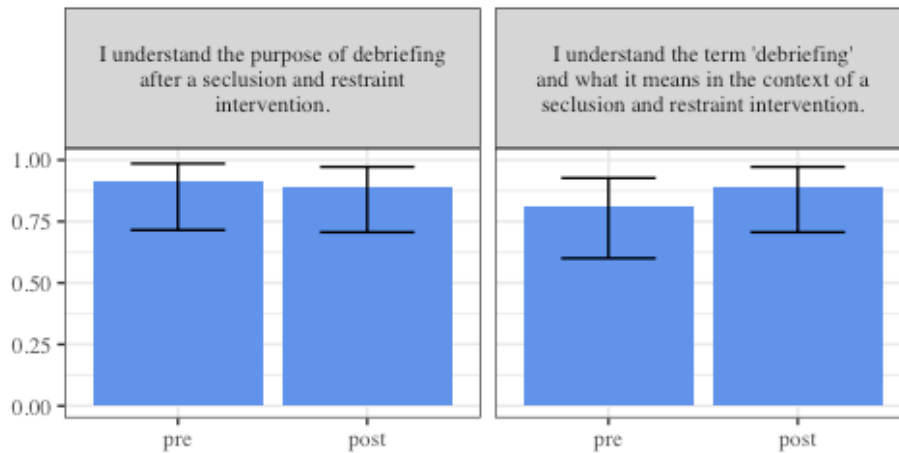 I understand the purpose of debriefing
after a seclusion and restraint
intervention.
I understand the term 'debriefing'
and what it means in the context of a
seclusion and restraint intervention.
1.00
0.75
0.50
0.25
0.00
pre
post
pre
post